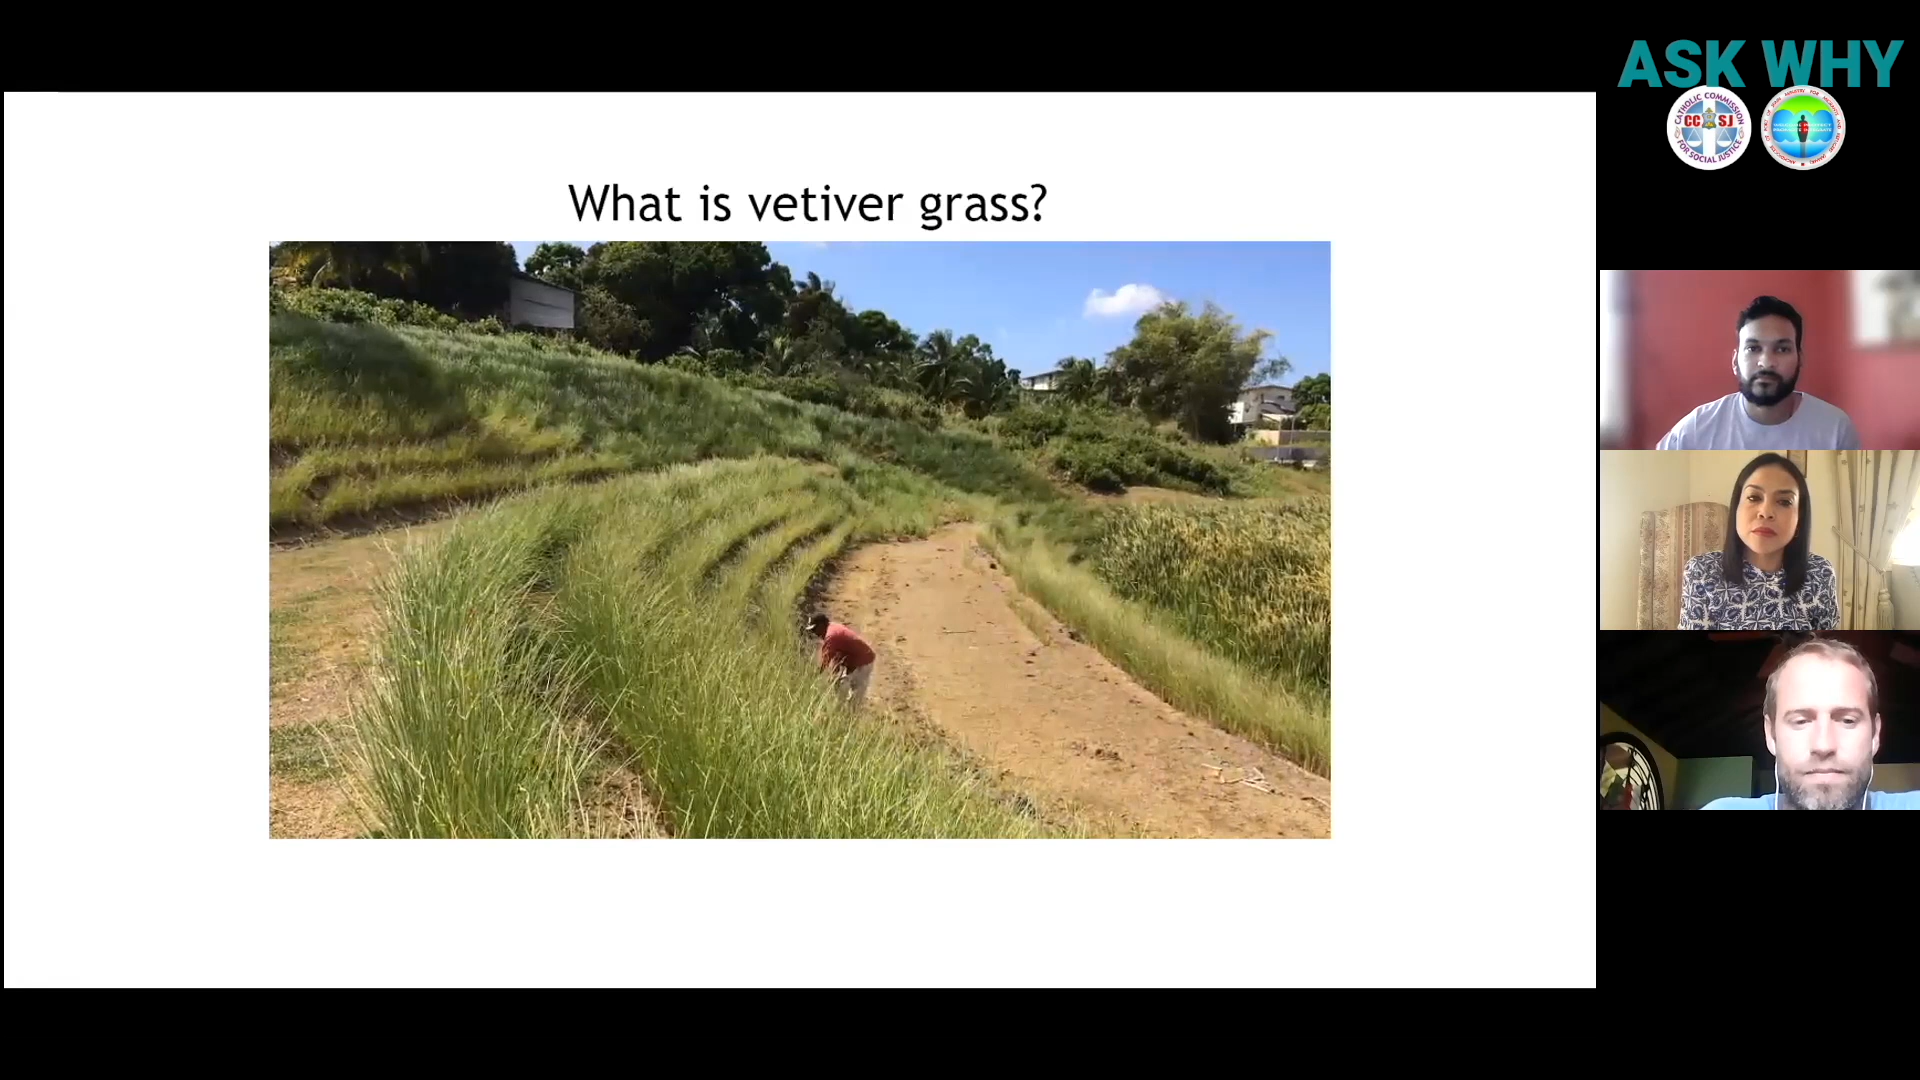 ASK WHY
CATHOLIC COMMISSION
CC SJ
FOR SOCIAL JUSTICE
What is vetiver grass?